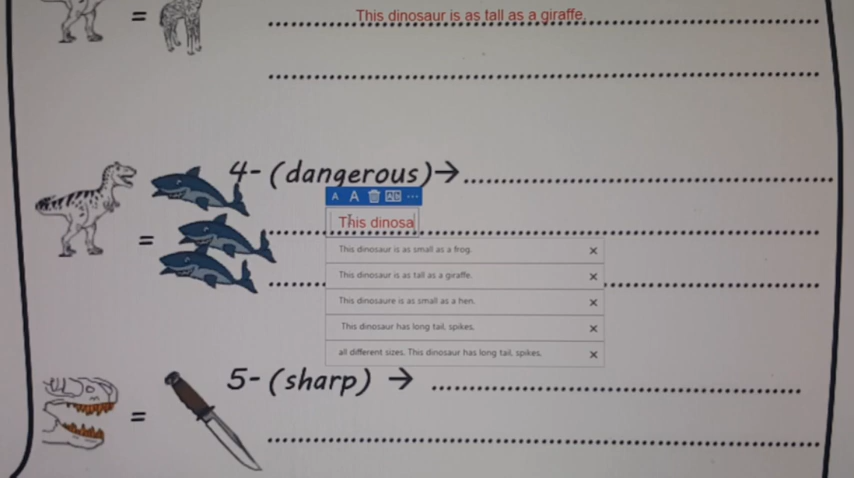 = This dinosaur is as tall as a giraffe.
4- (dangerous)→
This dinosa
=
This dinosaur is as small as a frog.
This dinosaur is as tall as a giraffe.
This dinosaure is as small as a hen.
This dinosaur has long tail, spikes.
all different sizes. This dinosaur has long tail, spikes.
5- (sharp) →
=